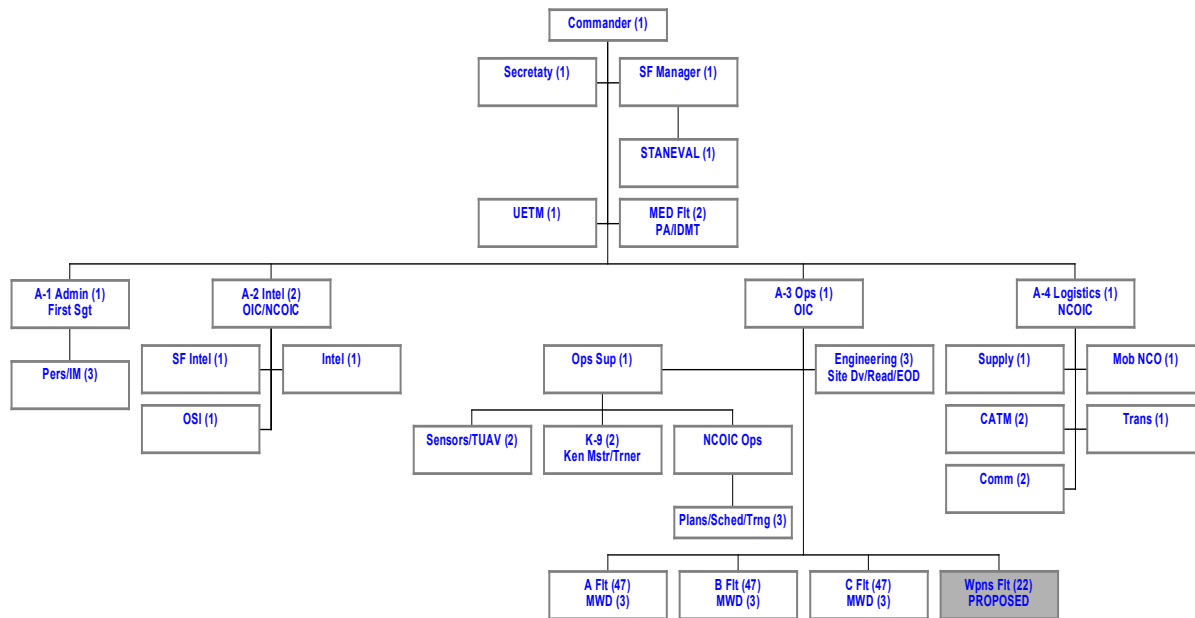 Commander (1)
Secretaty (1)
SF Manager (1)
STANEVAL (1)
UETM (1)
MED Flt (2)
PA/IDMT
A-1 Admin (1)
First Sgt
A-2 Intel (2)
OIC/NCOIC
A-3 Ops (1)
OIC
A-4 Logistics (1)
NCOIC
Pers/IM (3)
SF Intel (1)
Intel (1)
OSI (1)
Ops Sup (1)
Engineering (3)
Site Dv/Read/EOD
Supply (1)
Mob NCO (1)
CATM (2)
Trans (1)
Comm (2)
Sensors/TUAV (2)
K-9 (2)
Ken Mstr/Trner
NCOIC Ops
Plans/Sched/Trng (3)
A Flt (47)
MWD (3)
B Flt (47)
MWD (3)
C Flt (47)
MWD (3)
Wpns Flt (22)
PROPOSED